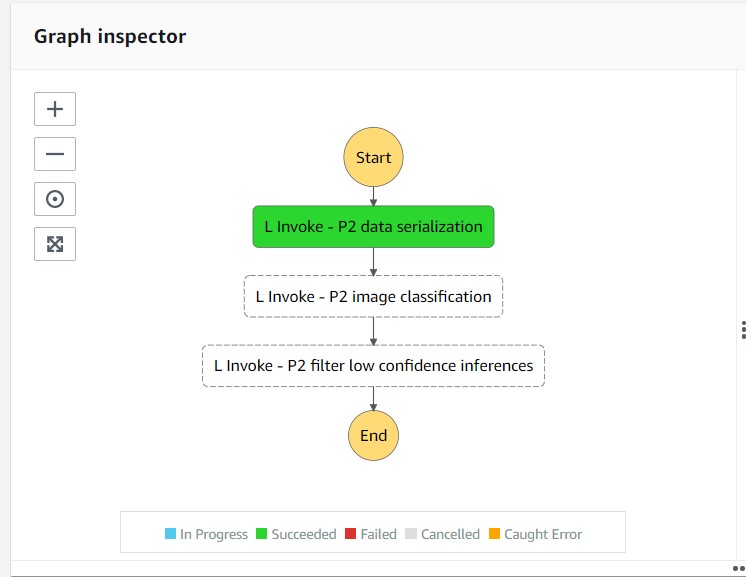 Graph inspector
Start
L Invoke - P2 data serialization
L Invoke - P2 image classification
L Invoke - P2 filter low confidence inferences
End
In Progress Succeeded Failed Cancelled Caught Error